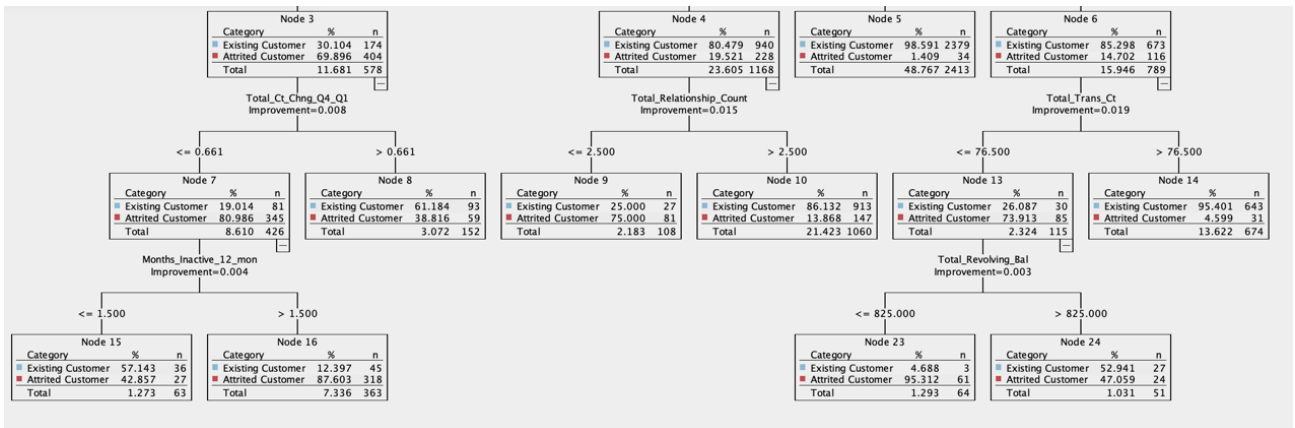 Node 3
Category % n
Existing Customer 30.104 174
Attrited Customer 69.896 404
Total 11.681 578
Node 4
Category % n
Existing Customer 80.479 940
Attrited Customer 19.521 228
Total 23.605 1168
Node 5
Category % n
Existing Customer 98.591 2379
Attrited Customer 1.409 34
Total 48.767 2413
Node 6
Category % n
Existing Customer 85.298 673
Attrited Customer 14.702 116
Total 15.946 789
Total_Ct_Chng_Q4_Q1
Improvement=0.008
Total_Relationship_Count
Improvement=0.015
Total_Trans_Ct
Improvement=0.019
<= 0.661
> 0.661
<= 2.500
> 2.500
<= 76.500
> 76.500
Node 7
Category % n
Existing Customer 19.014 81
Attrited Customer 80.986 345
Total 8.610 426
Node 8
Category % n
Existing Customer 61.184 93
Attrited Customer 38.816 59
Total 3.072 152
Node 9
Category % n
Existing Customer 25.000 27
Attrited Customer 75.000 81
Total 2.183 108
Node 10
Category % n
Existing Customer 86.132 913
Attrited Customer 13.868 147
Total 21.423 1060
Node 13
Category % n
Existing Customer 26.087 30
Attrited Customer 73.913 85
Total 2.324 115
Node 14
Category % n
Existing Customer 95.401 643
Attrited Customer 4.599 31
Total 13.622 674
Months_Inactive_12_mon
Improvement=0.004
Total_Revolving_Bal
Improvement=0.003
<= 1.500
> 1.500
<= 825.000
> 825.000
Node 15
Category % n
Existing Customer 57.143 36
Attrited Customer 42.857 27
Total 1.273 63
Node 16
Category % n
Existing Customer 12.397 45
Attrited Customer 87.603 318
Total 7.336 363
Node 23
Category % n
Existing Customer 4.688 3
Attrited Customer 95.312 61
Total 1.293 64
Node 24
Category % n
Existing Customer 52.941 27
Attrited Customer 47.059 24
Total 1.031 51